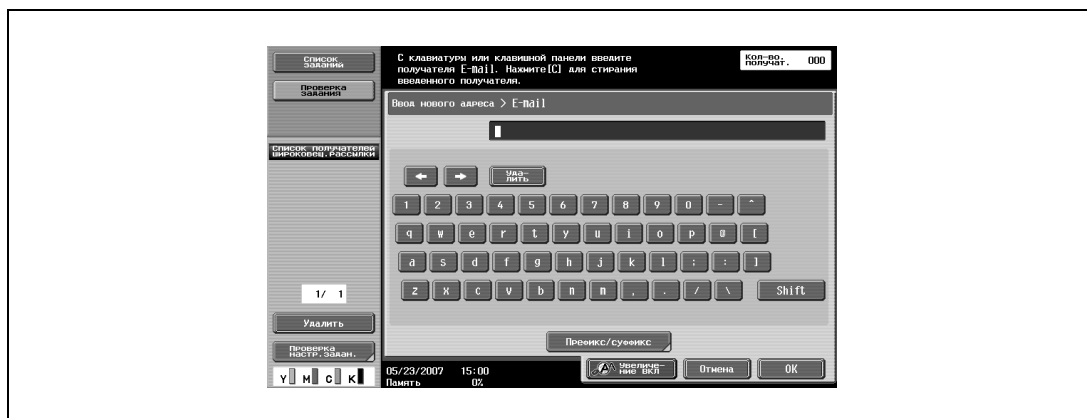 Список
задания
Проверка
задания
Список получателей
широковещ.рассылки
1/ 1
Удалить
Проверка
настр.задан.
Y M C K
С клавиатуры или клавишной панели введите
получателя E-mail. Нажмите[C] для стирания
введенного получателя.
Кол-во.
получат. 000
Ввод нового адреса > E-mail
Уда-
лить
1 2 3 4 5 6 7 8 9 0 - ^
q w e r t y u i o p @ [
a s d f g h j k l ; : ]
z x c v b n m , . / \ Shift
Префикс/суффикс
05/23/2007 15:00
Память 0%
Увеличе-
ние ВКЛ
Отмена
OK